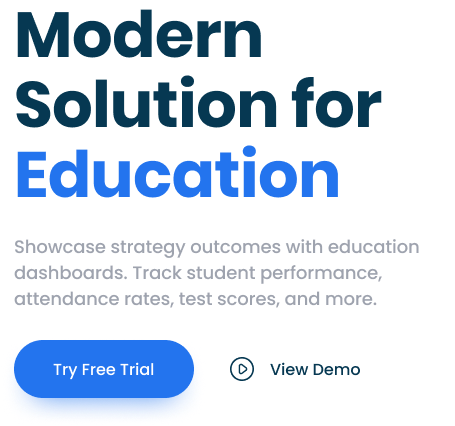 Modern
Solution for
Education
Showcase strategy outcomes with education
dashboards. Track student performance,
attendance rates, test scores, and more.
Try Free Trial
View Demo